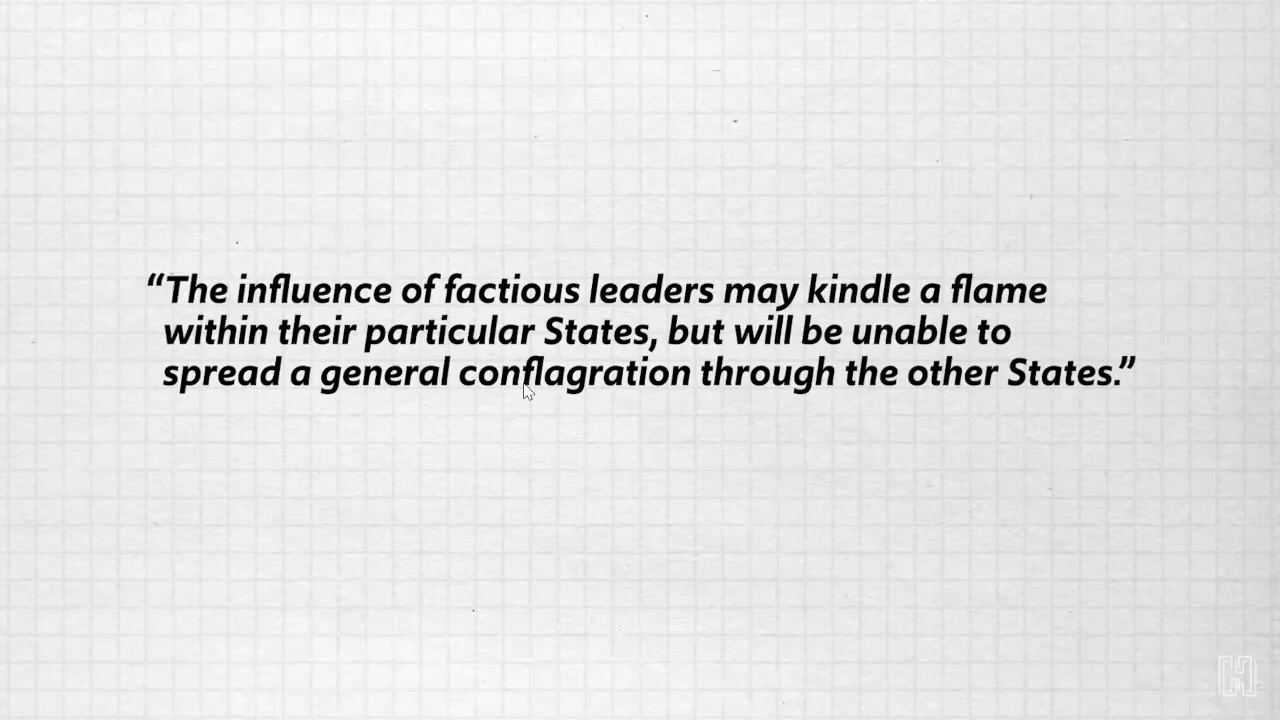 “The influence of factious leaders may kindle a flame
within their particular States, but will be unable to
spread a general conflagration through the other States.”